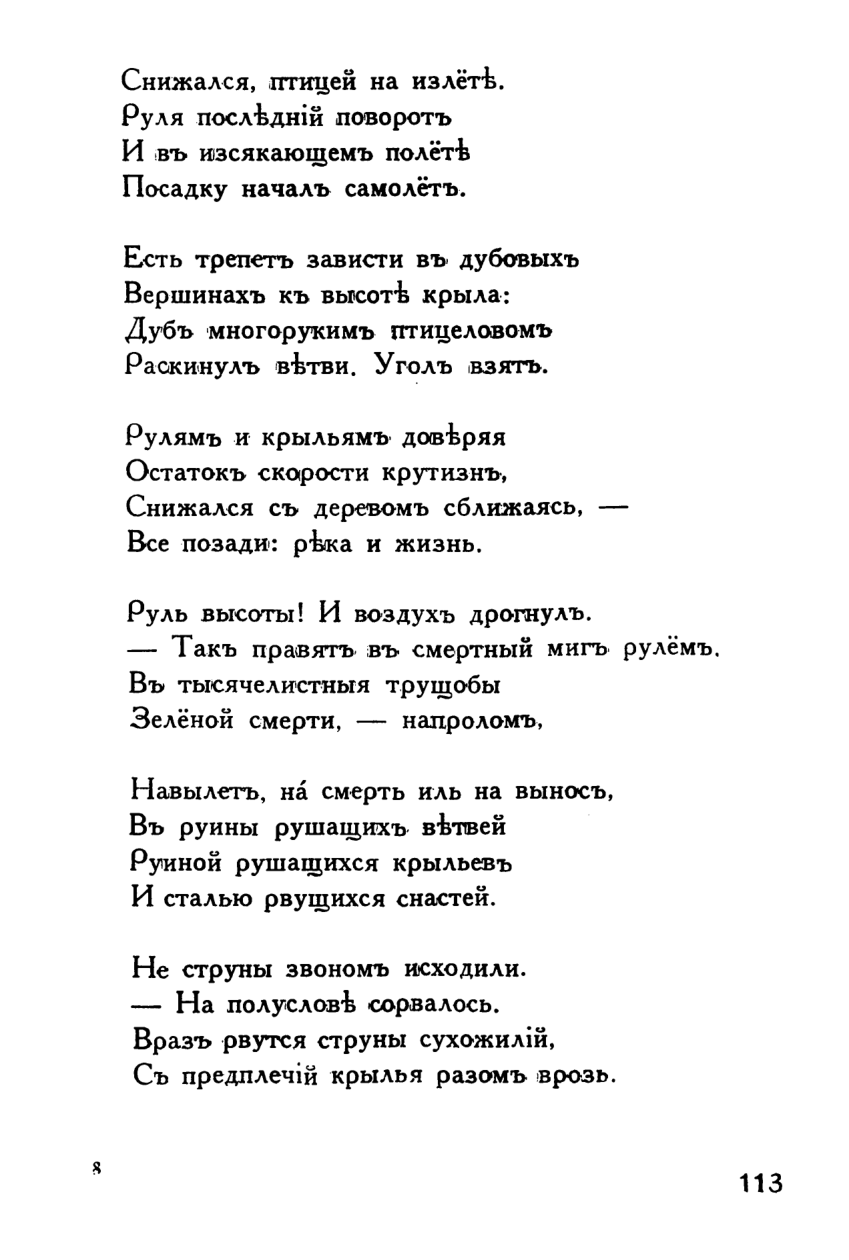 Снижался, птицей на излётѣ.
Руля послѣдній поворотъ
И въ изсякающемъ полётѣ
Посадку началъ самолётъ.
Есть трепетъ зависти въ дубовыхъ
Вершинахъ къ высотѣ крыла:
Дубъ многорукимъ птицеловомъ
Раскинулъ вѣтви. Уголъ взятъ.
Рулямъ и крыльямъ довѣряя
Остатокъ скорости крутизнъ,
Снижался съ деревомъ сближаясь, —
Все позади: рѣка и жизнь.
Руль высоты! И воздухъ дрогнулъ.
— Такъ правятъ въ смертный мигъ рулёмъ.
Въ тысячелистныя трущобы
Зелёной смерти, — напроломъ,
Навылетъ, на́ смерть иль на выносъ,
Въ руины рушащихъ вѣтвей
Руиной рушащихся крыльевъ
И сталью рвущихся снастей.
Не струны звономъ исходили.
— На полусловѣ сорвалось.
Вразъ рвутся струны сухожилій,
Съ предплечій крылья разомъ врозь.
8
113